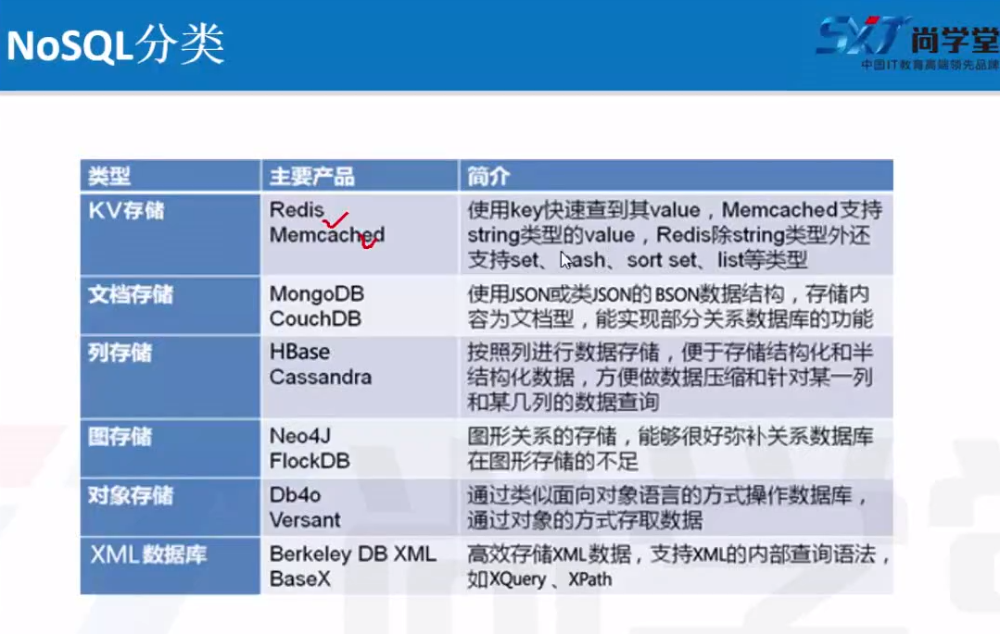 NoSQL分类
SXT 尚学堂
中国IT教育高端领先品牌
类型 主要产品 简介
KV存储 Redis 使用key快速查到其value，Memcached支持
Memcached string类型的value，Redis除string类型外还
支持set、hash、sort set、list等类型
文档存储 MongoDB 使用JSON或类JSON的BSON数据结构，存储内
CouchDB 容为文档型，能实现部分关系数据库的功能
列存储 HBase 按照列进行数据存储，便于存储结构化和半
Cassandra 结构化数据，方便做数据压缩和针对某一列
和某几列的数据查询
图存储 Neo4J 图形关系的存储，能够很好弥补关系数据库
FlockDB 在图形存储的不足
对象存储 Db4o 通过类似面向对象语言的方式操作数据库，
Versant 通过对象的方式存取数据
XML数据库 Berkeley DB XML 高效存储XML数据，支持XML的内部查询语法，
BaseX 如XQuery、XPath